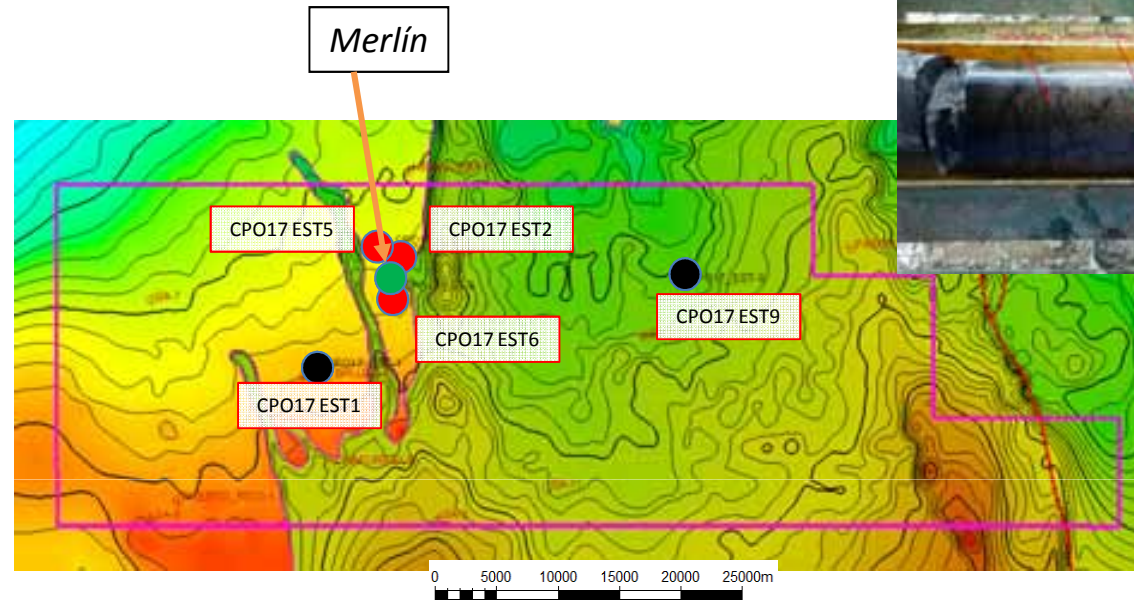 Merlín
CPO17 EST5
CPO17 EST2
CPO17 EST9
CPO17 EST6
CPO17 EST1
0 5000 10000 15000 20000 25000m